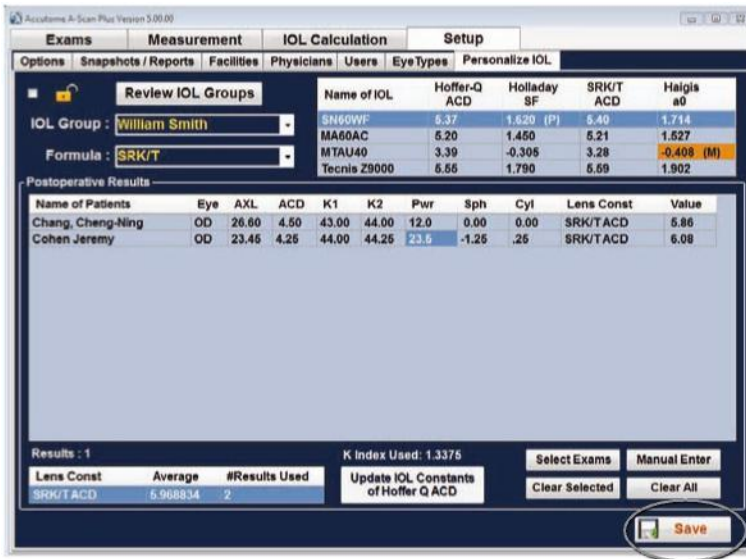 Accutome A-Scan Plus Version 5.00.00
Exams Measurement IOL Calculation Setup
Options Snapshots / Reports Facilities Physicians Users Eye Types Personalize IOL
Review IOL Groups
IOL Group : William Smith
Formula : SRK/T
Name of IOL Hoffer-Q ACD Holladay SF SRK/T ACD Haigis a0
SN60WF 5.37 1.620 (P) 5.40 1.714
MA60AC 5.20 1.450 5.21 1.527
MTAU40 3.39 -0.305 3.28 -0.408 (M)
Tecnis Z9000 5.55 1.790 5.59 1.902
Postoperative Results
Name of Patients Eye AXL ACD K1 K2 Pwr Sph Cyl Lens Const Value
Chang, Cheng-Ning OD 26.60 4.50 43.00 44.00 12.0 0.00 0.00 SRK/T ACD 5.86
Cohen Jeremy OD 23.45 4.25 44.00 44.25 23.5 -1.25 .25 SRK/T ACD 6.08
Results : 1
K Index Used: 1.3375
Lens Const Average #Results Used
SRK/T ACD 5.968834 2
Update IOL Constants
of Hoffer Q ACD
Select Exams Manual Enter
Clear Selected Clear All
Save